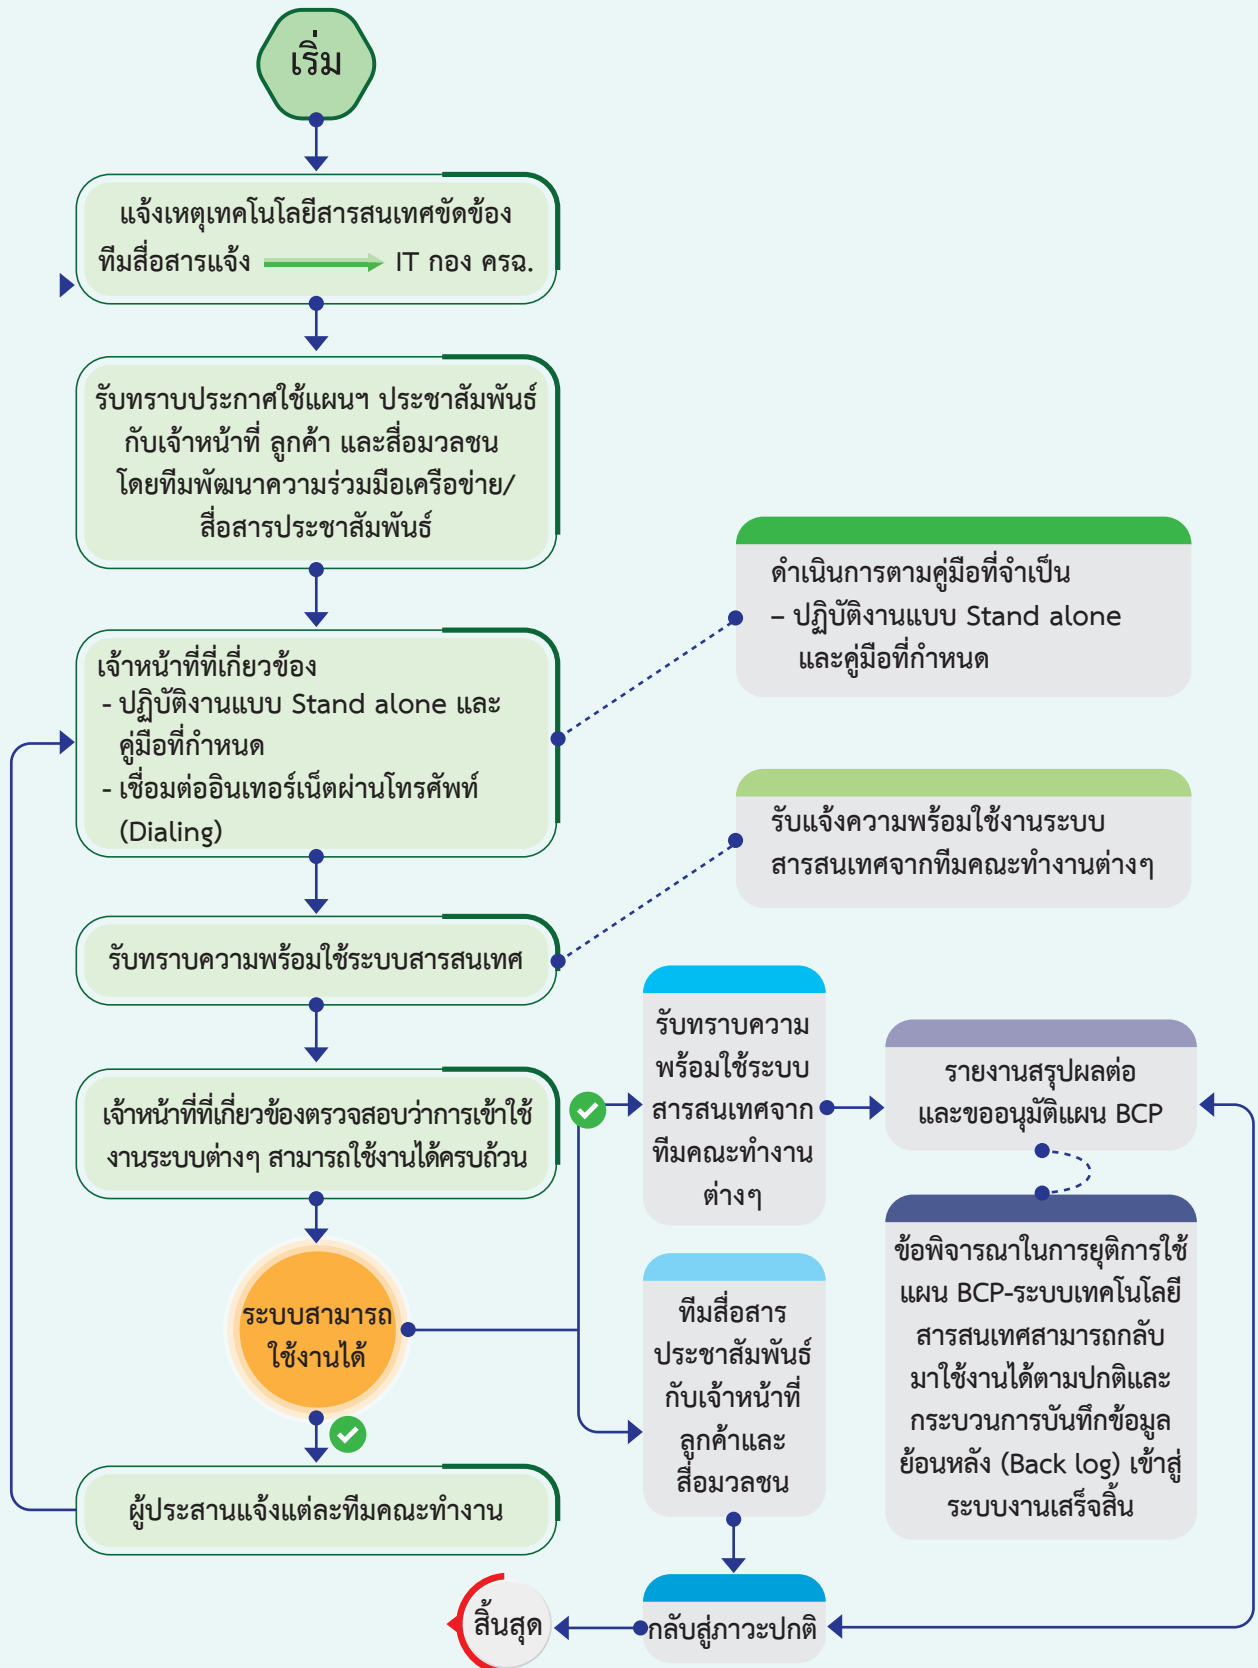 เริ่ม
แจ้งเหตุเทคโนโลยีสารสนเทศขัดข้อง
ทีมสื่อสารแจ้ง IT กอง ครฉ.
รับทราบประกาศใช้แผนฯ ประชาสัมพันธ์
กับเจ้าหน้าที่ ลูกค้า และสื่อมวลชน
โดยทีมพัฒนาความร่วมมือเครือข่าย/
สื่อสารประชาสัมพันธ์
ดำเนินการตามคู่มือที่จำเป็น
– ปฏิบัติงานแบบ Stand alone
และคู่มือที่กำหนด
เจ้าหน้าที่ที่เกี่ยวข้อง
- ปฏิบัติงานแบบ Stand alone และ
คู่มือที่กำหนด
- เชื่อมต่ออินเทอร์เน็ตผ่านโทรศัพท์
(Dialing)
รับแจ้งความพร้อมใช้งานระบบ
สารสนเทศจากทีมคณะทำงานต่างๆ
รับทราบความพร้อมใช้ระบบสารสนเทศ
เจ้าหน้าที่ที่เกี่ยวข้องตรวจสอบว่าการเข้าใช้
งานระบบต่างๆ สามารถใช้งานได้ครบถ้วน
รับทราบความ
พร้อมใช้ระบบ
สารสนเทศจาก
ทีมคณะทำงาน
ต่างๆ
รายงานสรุปผลต่อ
และขออนุมัติแผน BCP
ข้อพิจารณาในการยุติการใช้
แผน BCP-ระบบเทคโนโลยี
สารสนเทศสามารถกลับ
มาใช้งานได้ตามปกติและ
กระบวนการบันทึกข้อมูล
ย้อนหลัง (Back log) เข้าสู่
ระบบงานเสร็จสิ้น
ระบบสามารถ
ใช้งานได้
ทีมสื่อสาร
ประชาสัมพันธ์
กับเจ้าหน้าที่
ลูกค้าและ
สื่อมวลชน
ผู้ประสานแจ้งแต่ละทีมคณะทำงาน
สิ้นสุด
กลับสู่ภาวะปกติ